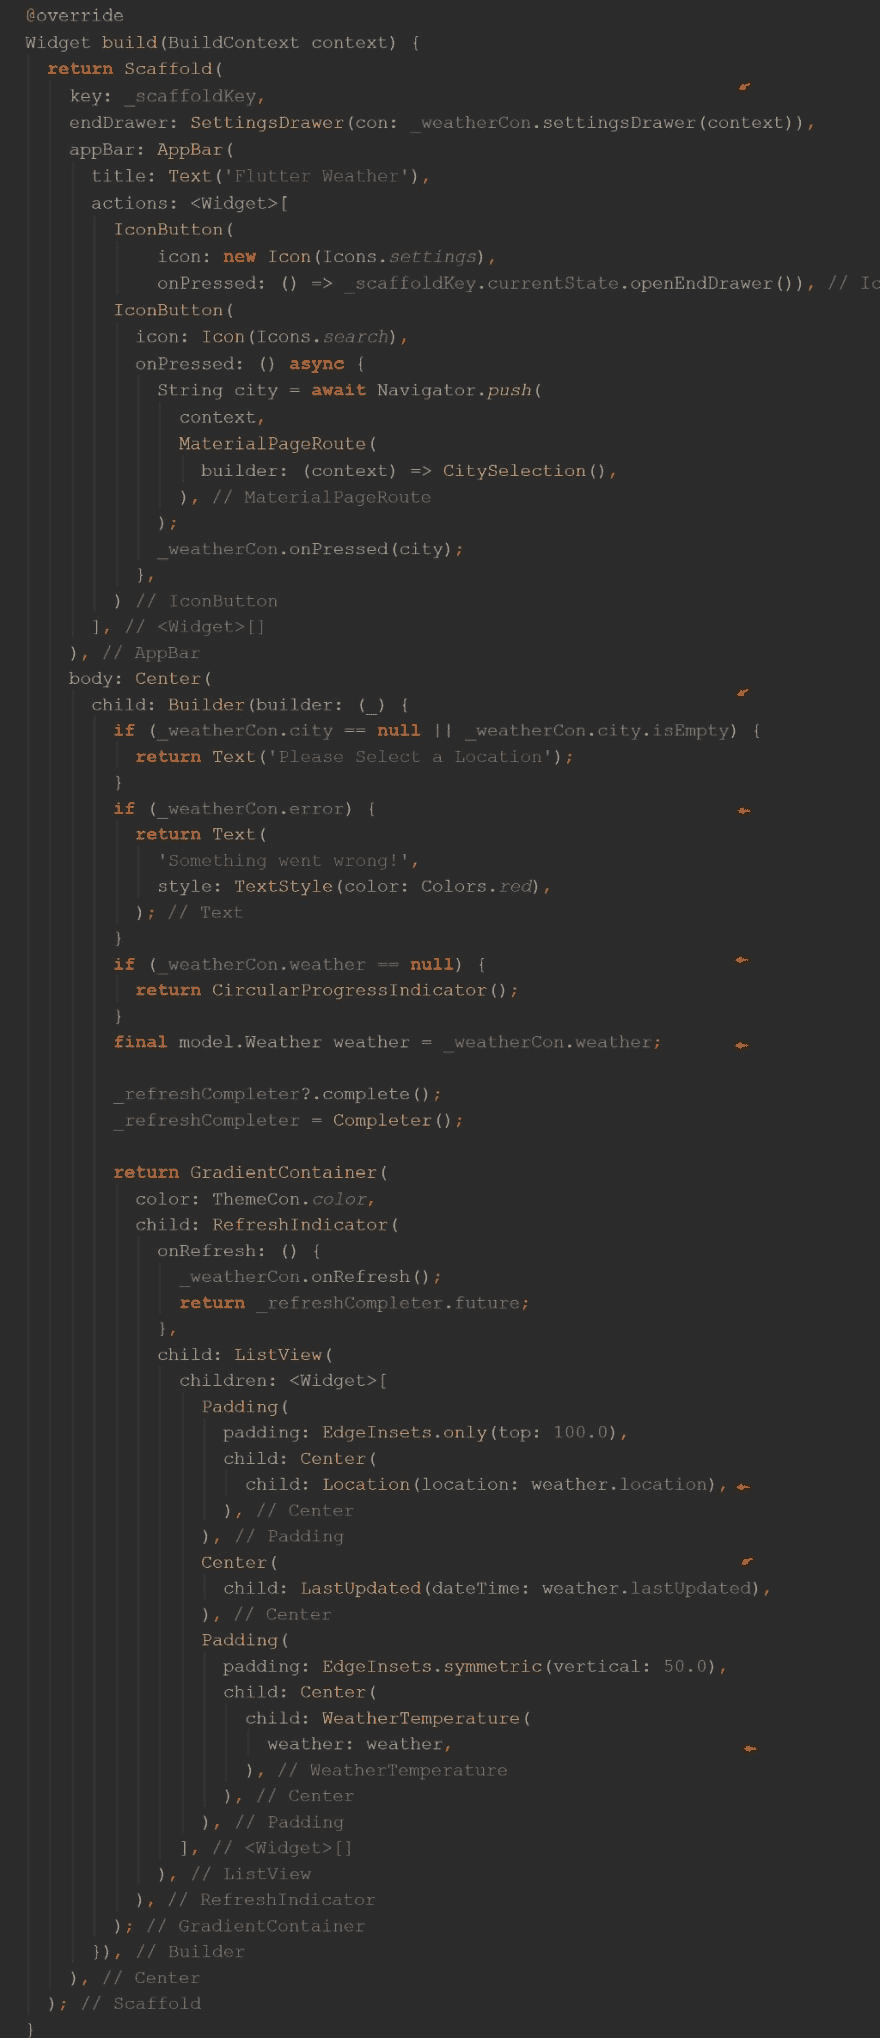 @override
Widget build(BuildContext context) {
return Scaffold(
key: _scaffoldKey,
endDrawer: SettingsDrawer(con: _weatherCon.settingsDrawer(context)),
appBar: AppBar(
title: Text('Flutter Weather'),
actions: <Widget>[
IconButton(
icon: new Icon(Icons.settings),
onPressed: () => _scaffoldKey.currentState.openEndDrawer()), // Ic
IconButton(
icon: Icon(Icons.search),
onPressed: () async {
String city = await Navigator.push(
context,
MaterialPageRoute(
builder: (context) => CitySelection(),
), // MaterialPageRoute
);
_weatherCon.onPressed(city);
},
) // IconButton
], // <Widget>[]
), // AppBar
body: Center(
child: Builder(builder: (_) {
if (_weatherCon.city == null || _weatherCon.city.isEmpty) {
return Text('Please Select a Location');
}
if (_weatherCon.error) {
return Text(
'Something went wrong!',
style: TextStyle(color: Colors.red),
); // Text
}
if (_weatherCon.weather == null) {
return CircularProgressIndicator();
}
final model.Weather weather = _weatherCon.weather;
_refreshCompleter?.complete();
_refreshCompleter = Completer();
return GradientContainer(
color: ThemeCon.color,
child: RefreshIndicator(
onRefresh: () {
_weatherCon.onRefresh();
return _refreshCompleter.future;
},
child: ListView(
children: <Widget>[
Padding(
padding: EdgeInsets.only(top: 100.0),
child: Center(
child: Location(location: weather.location),
), // Center
), // Padding
Center(
child: LastUpdated(dateTime: weather.lastUpdated),
), // Center
Padding(
padding: EdgeInsets.symmetric(vertical: 50.0),
child: Center(
child: WeatherTemperature(
weather: weather,
), // WeatherTemperature
), // Center
), // Padding
], // <Widget>[]
), // ListView
), // RefreshIndicator
); // GradientContainer
}), // Builder
), // Center
); // Scaffold
}